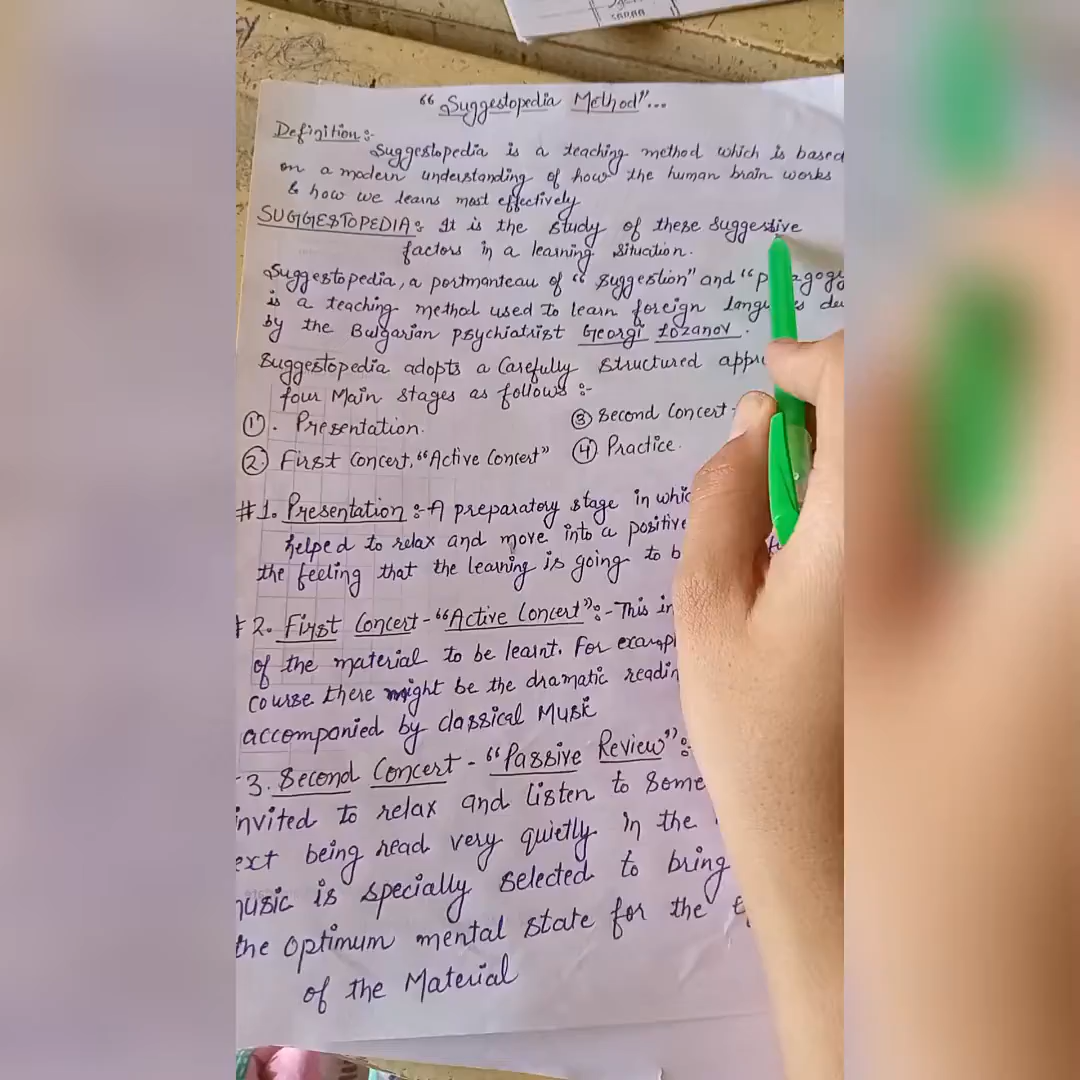 SARAA
"Suggestopedia Method"...
Definition:-
Suggestopedia is a teaching method which is based
on a modern understanding of how the human brain works
& how we learns most effectively
SUGGESTOPEDIA: It is the study of these suggestive
factors in a learning situation.
Suggestopedia, a portmanteau of "suggestion" and "pedagogy
is a teaching method used to learn foreign
by the Bulgarian psychiatrist Georgi Lozanov.
Suggestopedia adopts a carefully structured
four Main stages as follows :-
① Presentation.
③ Second Concert-
② First Concert, "Active Concert"
④ Practice.
#1. Presentation :- A preparatory stage in
helped to relax and move into a positive
the feeling that the learning is going to
#2. First Concert - "Active Concert":- This
of the material to be learnt. For
course there might be the dramatic
accompanied by classical Music
3. Second Concert - "Passive Review":
invited to relax and listen to some
ext being read very quietly in the
music is specially selected to bring
the optimum mental state for the
of the Material